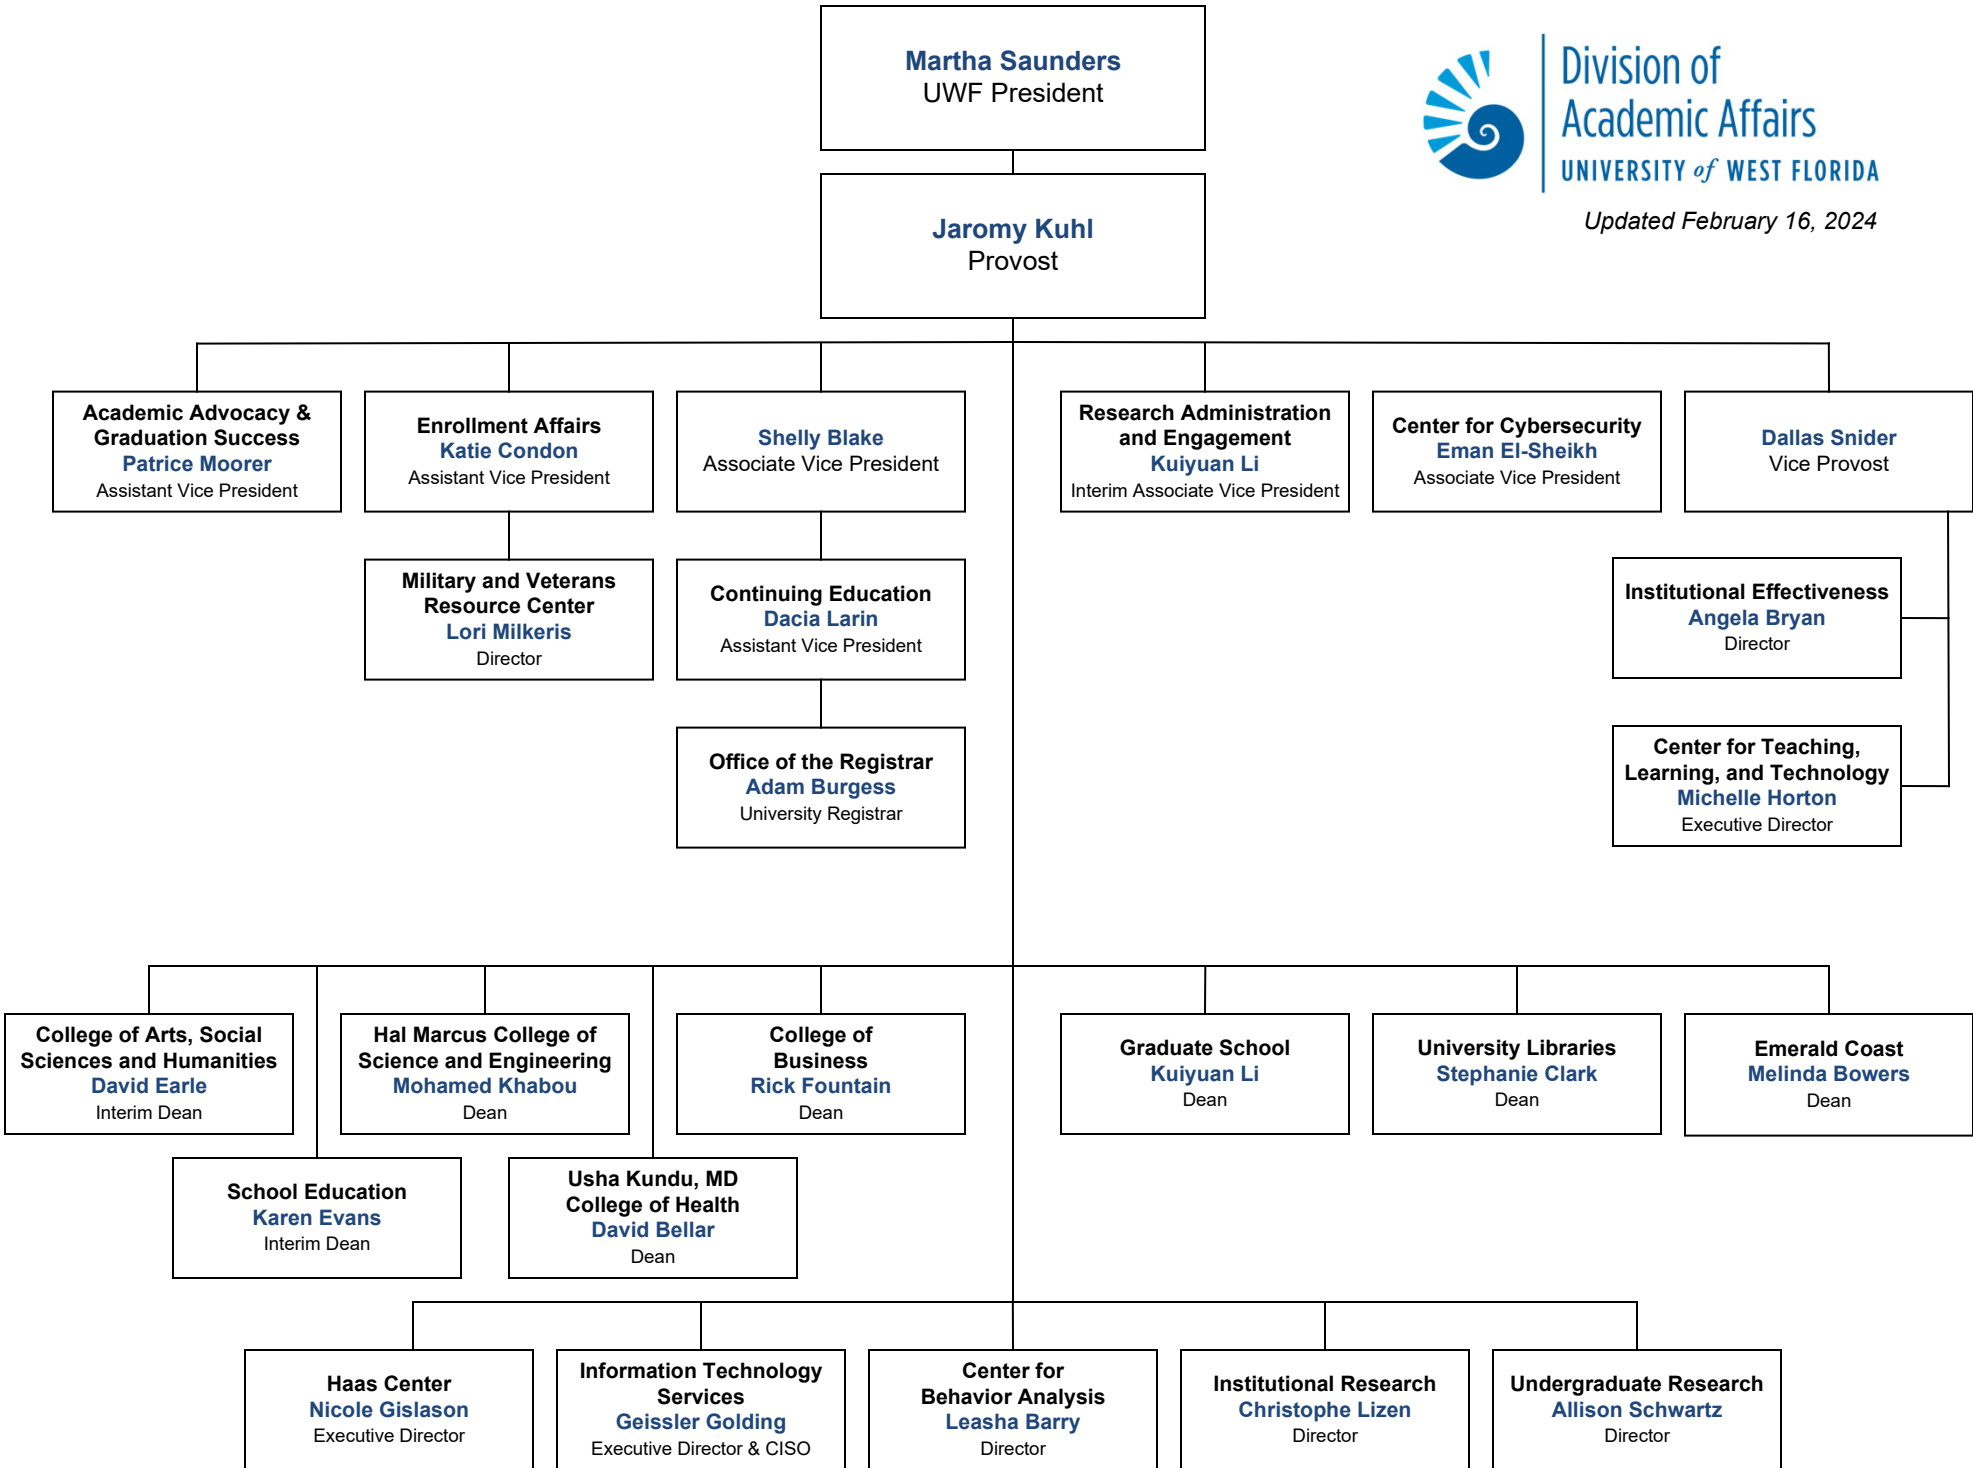 Martha Saunders
UWF President
Division of
Academic Affairs
UNIVERSITY of WEST FLORIDA
Updated February 16, 2024
Jaromy Kuhl
Provost
Academic Advocacy &
Graduation Success
Patrice Moorer
Assistant Vice President
Enrollment Affairs
Katie Condon
Assistant Vice President
Shelly Blake
Associate Vice President
Research Administration
and Engagement
Kuiyuan Li
Interim Associate Vice President
Center for Cybersecurity
Eman El-Sheikh
Associate Vice President
Dallas Snider
Vice Provost
Military and Veterans
Resource Center
Lori Milkeris
Director
Continuing Education
Dacia Larin
Assistant Vice President
Institutional Effectiveness
Angela Bryan
Director
Office of the Registrar
Adam Burgess
University Registrar
Center for Teaching,
Learning, and Technology
Michelle Horton
Executive Director
College of Arts, Social
Sciences and Humanities
David Earle
Interim Dean
Hal Marcus College of
Science and Engineering
Mohamed Khabou
Dean
College of
Business
Rick Fountain
Dean
Graduate School
Kuiyuan Li
Dean
University Libraries
Stephanie Clark
Dean
Emerald Coast
Melinda Bowers
Dean
School Education
Karen Evans
Interim Dean
Usha Kundu, MD
College of Health
David Bellar
Dean
Haas Center
Nicole Gislason
Executive Director
Information Technology
Services
Geissler Golding
Executive Director & CISO
Center for
Behavior Analysis
Leasha Barry
Director
Institutional Research
Christophe Lizen
Director
Undergraduate Research
Allison Schwartz
Director